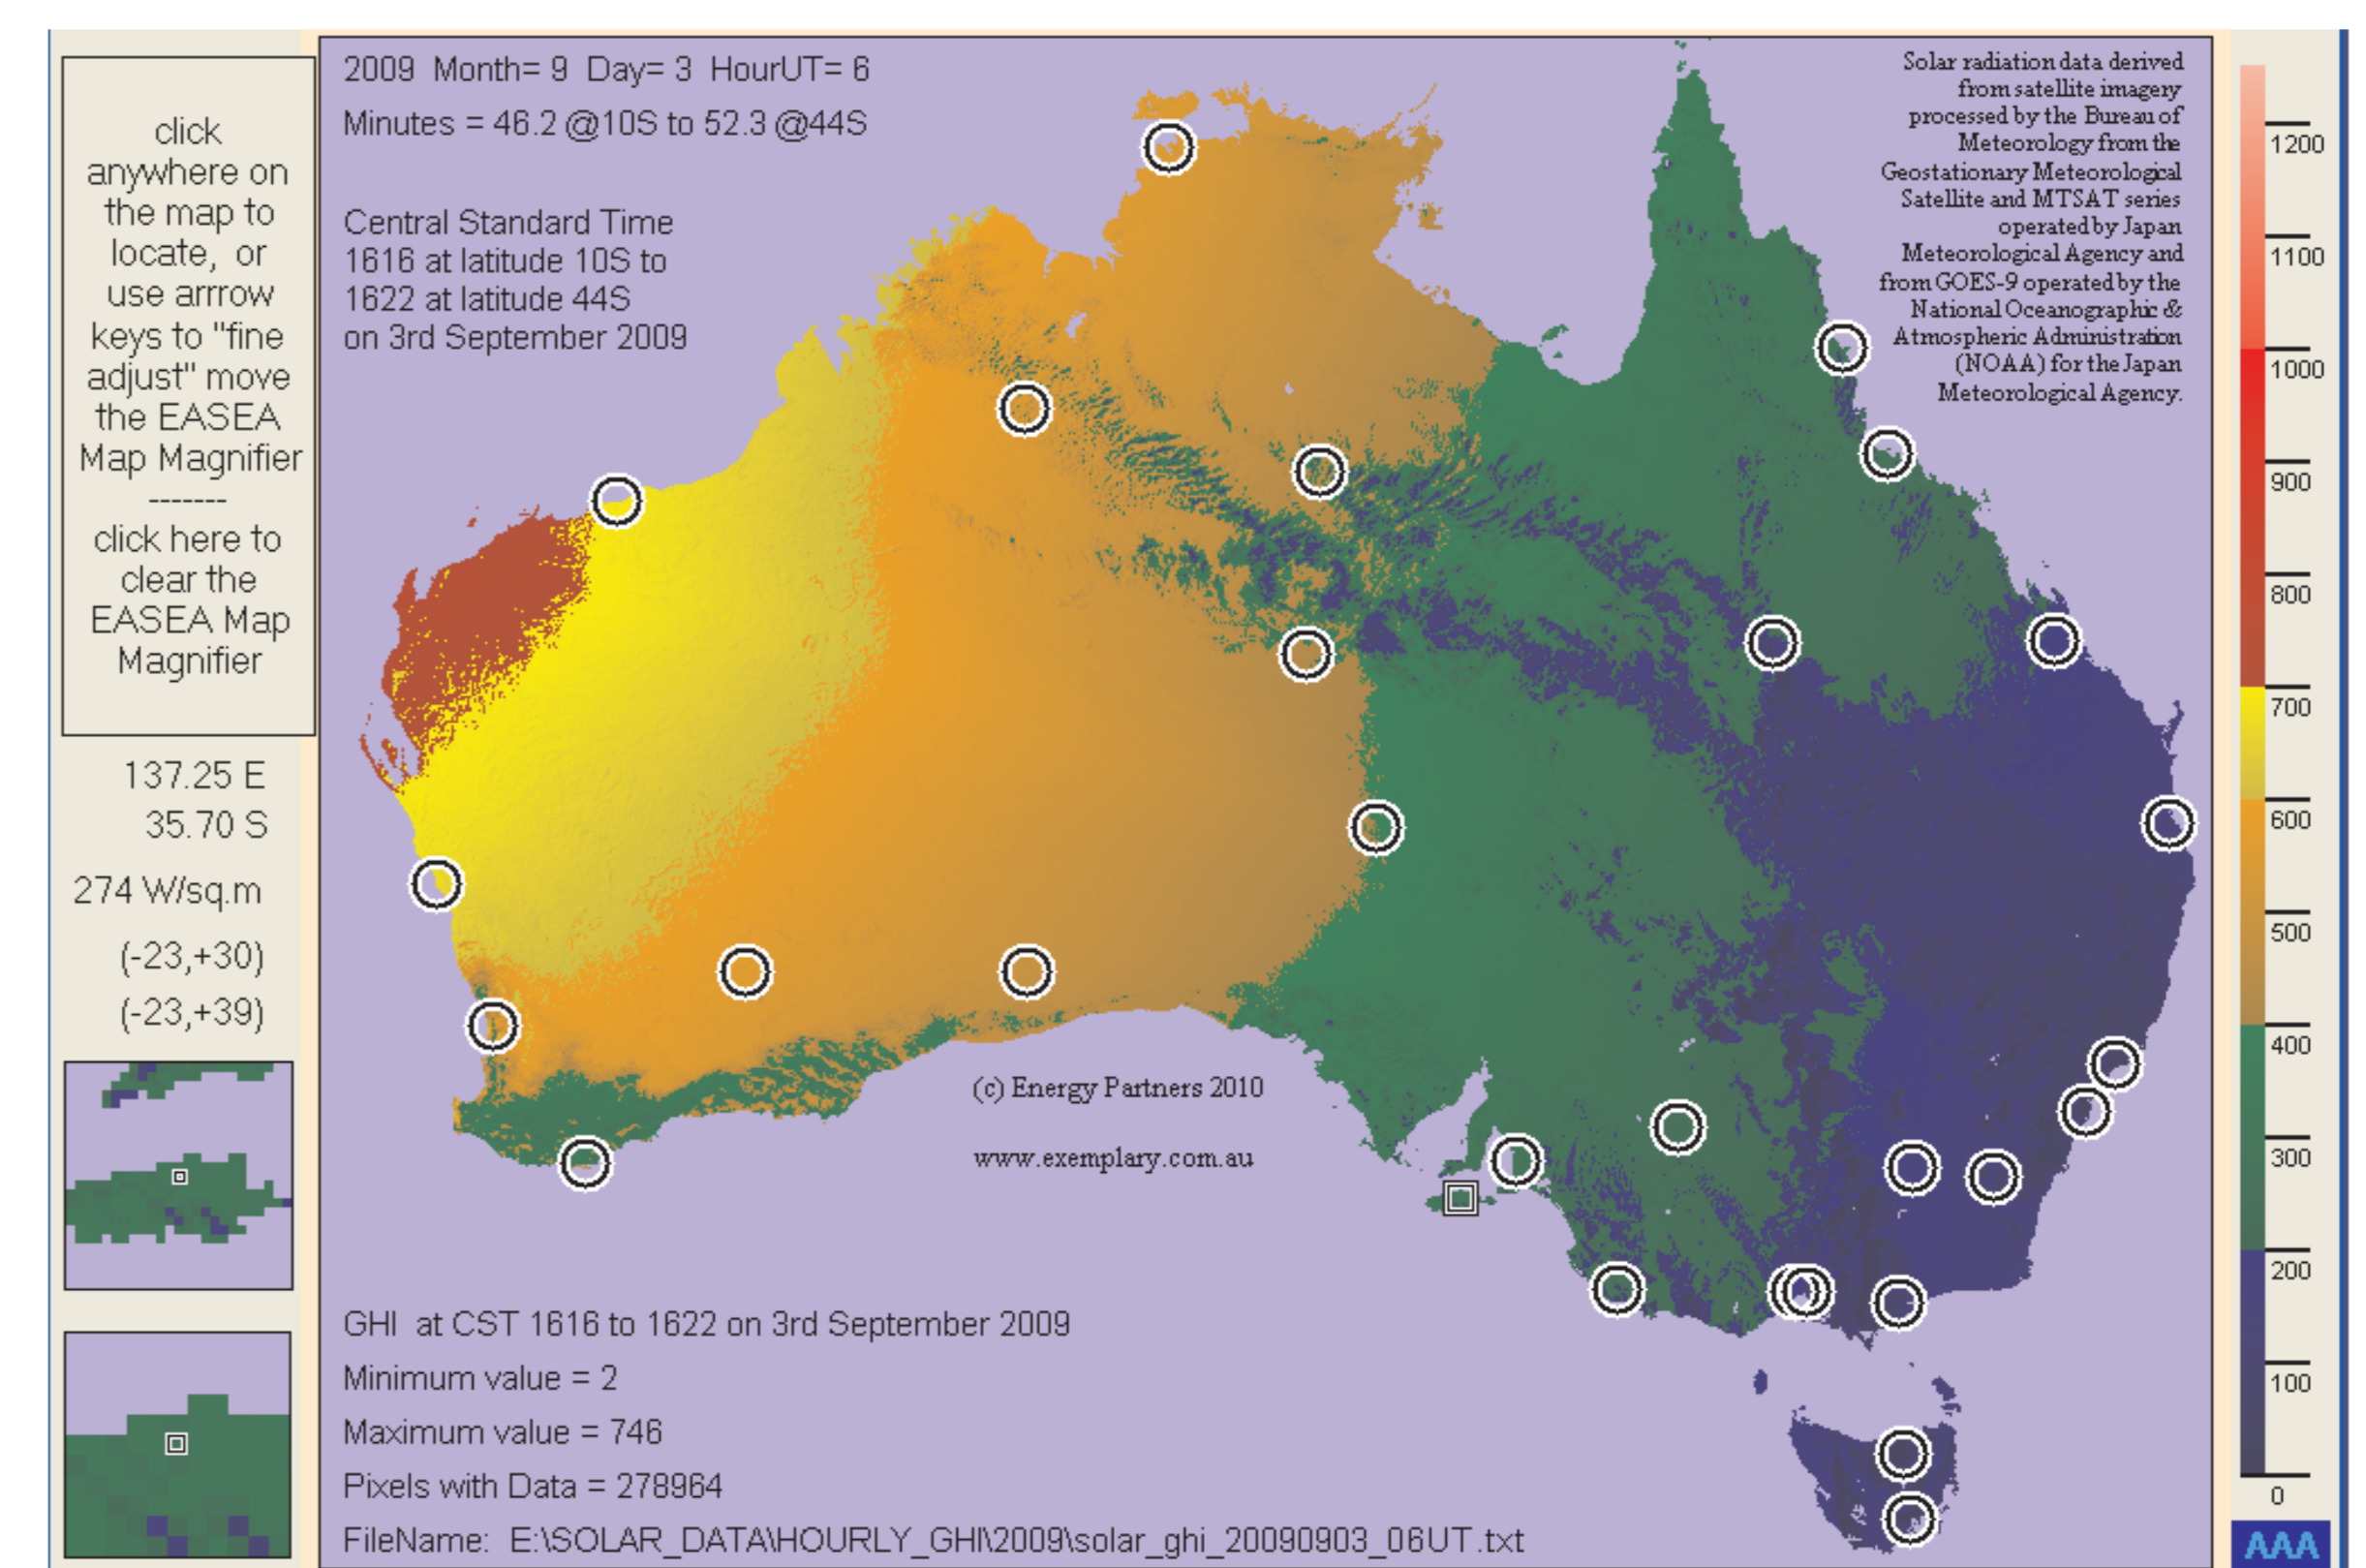 click
anywhere on
the map to
locate, or
use arrrow
keys to "fine
adjust" move
the EASEA
Map Magnifier
-------
click here to
clear the
EASEA Map
Magnifier
137.25 E
35.70 S
274 W/sq.m
(-23,+30)
(-23,+39)
2009 Month= 9 Day= 3 HourUT= 6
Minutes = 46.2 @10S to 52.3 @44S
Central Standard Time
1616 at latitude 10S to
1622 at latitude 44S
on 3rd September 2009
Solar radiation data derived
from satellite imagery
processed by the Bureau of
Meteorology from the
Geostationary Meteorological
Satellite and MTSAT series
operated by Japan
Meteorological Agency and
from GOES-9 operated by the
National Oceanographic &
Atmospheric Administration
(NOAA) for the Japan
Meteorological Agency.
(c) Energy Partners 2010
www.exemplary.com.au
GHI at CST 1616 to 1622 on 3rd September 2009
Minimum value = 2
Maximum value = 746
Pixels with Data = 278964
FileName: E:\SOLAR_DATA\HOURLY_GHI\2009\solar_ghi_20090903_06UT.txt
1200
1100
1000
900
800
700
600
500
400
300
200
100
0
AAA